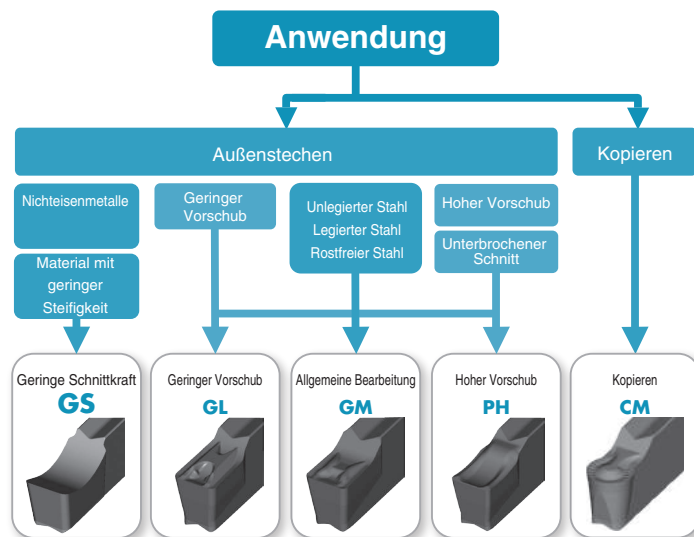 Anwendung
Außenstechen
Kopieren
Nichteisenmetalle
Material mit
geringer
Steifigkeit
Geringer
Vorschub
Unlegierter Stahl
Legierter Stahl
Rostfreier Stahl
Hoher Vorschub
Unterbrochener
Schnitt
Geringe Schnittkraft
GS
Geringer Vorschub
GL
Allgemeine Bearbeitung
GM
Hoher Vorschub
PH
Kopieren
CM